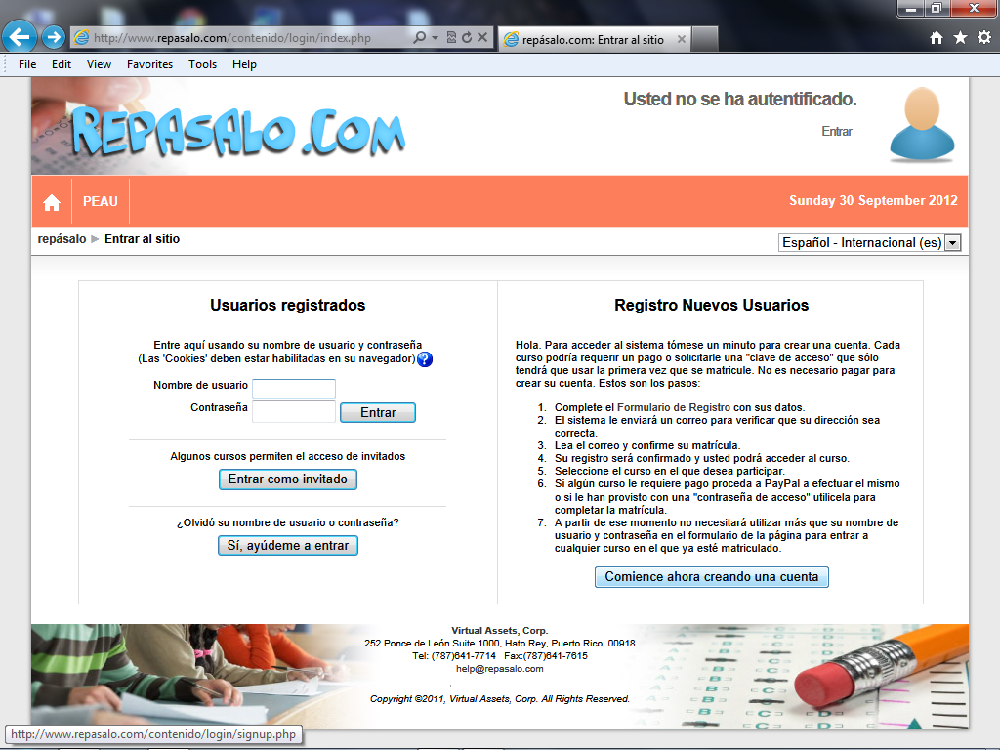 http://www.repasalo.com/contenido/login/index.php
repásalo.com: Entrar al sitio
File Edit View Favorites Tools Help
REPASALO.COM
Usted no se ha autentificado.
Entrar
PEAU
Sunday 30 September 2012
repásalo ► Entrar al sitio
Español - Internacional (es)
Usuarios registrados
Entre aquí usando su nombre de usuario y contraseña
(Las 'Cookies' deben estar habilitadas en su navegador)
Nombre de usuario
Contraseña
Entrar
Algunos cursos permiten el acceso de invitados
Entrar como invitado
¿Olvidó su nombre de usuario o contraseña?
Sí, ayúdeme a entrar
Registro Nuevos Usuarios
Hola. Para acceder al sistema tómese un minuto para crear una cuenta. Cada
curso podría requerir un pago o solicitarle una "clave de acceso" que sólo
tendrá que usar la primera vez que se matricule. No es necesario pagar para
crear su cuenta. Estos son los pasos:
1. Complete el Formulario de Registro con sus datos.
2. El sistema le enviará un correo para verificar que su dirección sea
correcta.
3. Lea el correo y confirme su matrícula.
4. Su registro será confirmado y usted podrá acceder al curso.
5. Seleccione el curso en el que desea participar.
6. Si algún curso le requiere pago proceda a PayPal a efectuar el mismo
o si le han provisto con una "contraseña de acceso" utilicela para
completar la matrícula.
7. A partir de ese momento no necesitará utilizar más que su nombre de
usuario y contraseña en el formulario de la página para entrar a
cualquier curso en el que ya esté matriculado.
Comience ahora creando una cuenta
Virtual Assets, Corp.
252 Ponce de León Suite 1000, Hato Rey, Puerto Rico, 00918
Tel: (787)641-7714 Fax:(787)641-7615
help@repasalo.com
Copyright ©2011, Virtual Assets, Corp. All Rights Reserved.
http://www.repasalo.com/contenido/login/signup.php